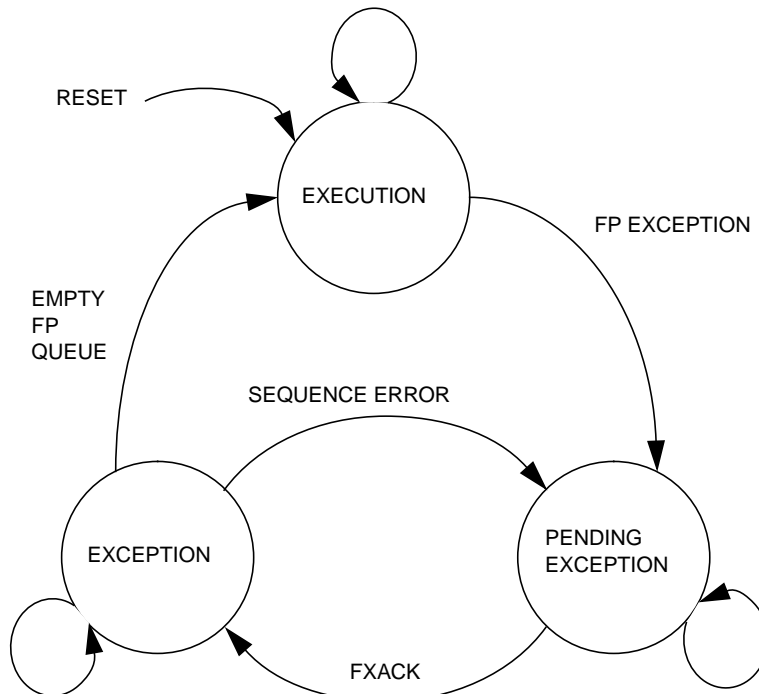 RESET
EXECUTION
FP EXCEPTION
EMPTY
FP
QUEUE
SEQUENCE ERROR
EXCEPTION
PENDING
EXCEPTION
FXACK